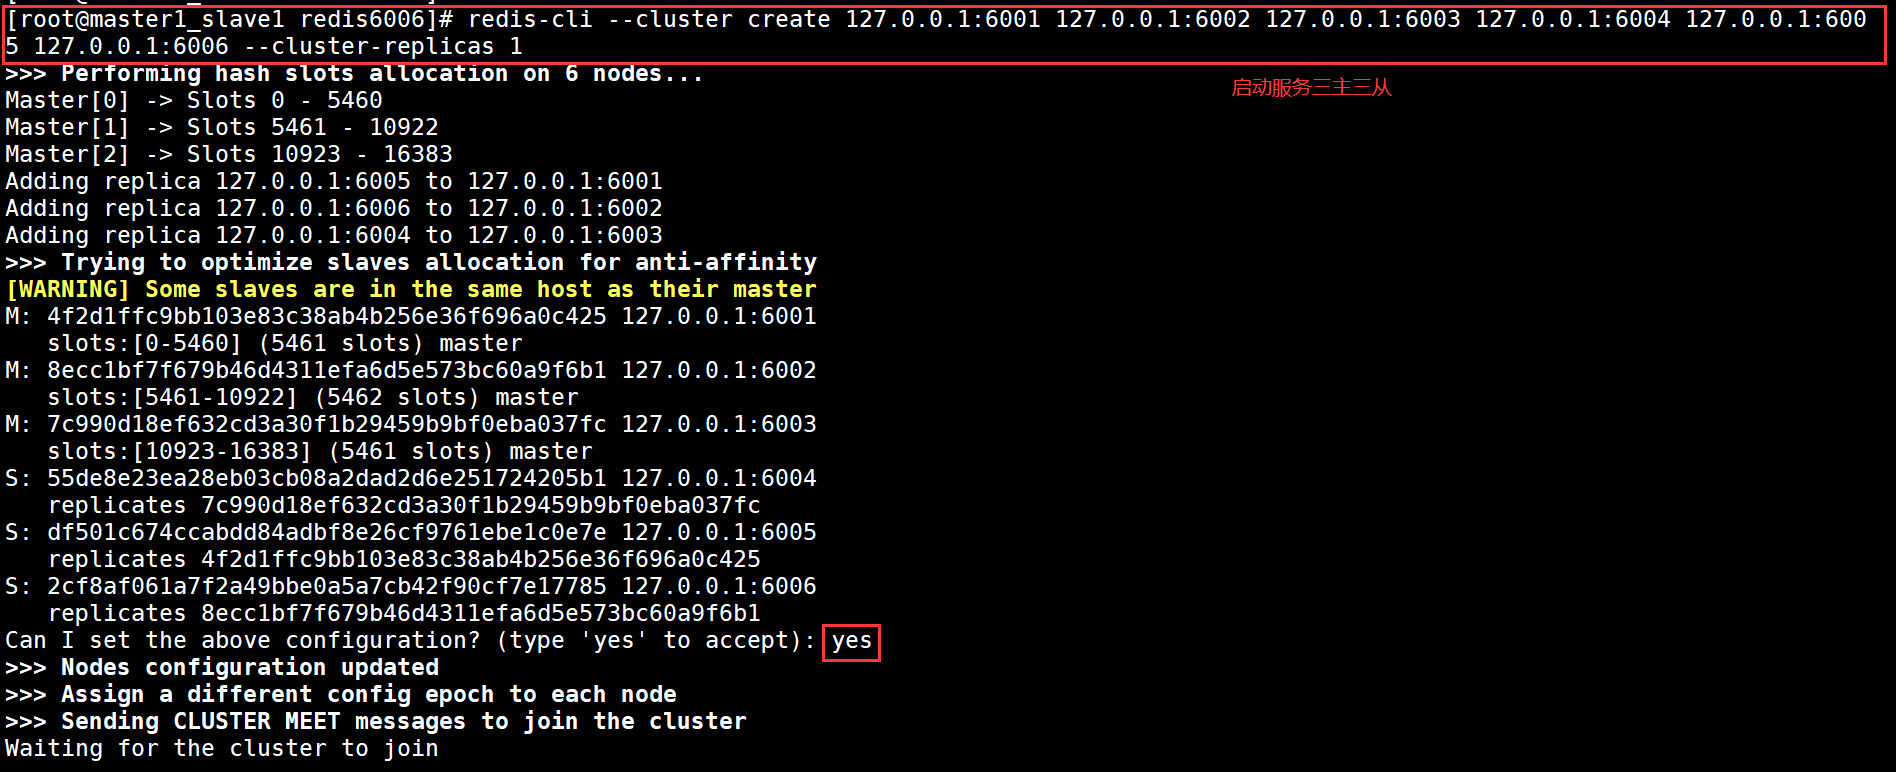 [root@master1_slave1 redis6006]# redis-cli --cluster create 127.0.0.1:6001 127.0.0.1:6002 127.0.0.1:6003 127.0.0.1:6004 127.0.0.1:600
5 127.0.0.1:6006 --cluster-replicas 1
>>> Performing hash slots allocation on 6 nodes...
启动服务三主三从
Master[0] -> Slots 0 - 5460
Master[1] -> Slots 5461 - 10922
Master[2] -> Slots 10923 - 16383
Adding replica 127.0.0.1:6005 to 127.0.0.1:6001
Adding replica 127.0.0.1:6006 to 127.0.0.1:6002
Adding replica 127.0.0.1:6004 to 127.0.0.1:6003
>>> Trying to optimize slaves allocation for anti-affinity
[WARNING] Some slaves are in the same host as their master
M: 4f2d1ffc9bb103e83c38ab4b256e36f696a0c425 127.0.0.1:6001
   slots:[0-5460] (5461 slots) master
M: 8ecc1bf7f679b46d4311efa6d5e573bc60a9f6b1 127.0.0.1:6002
   slots:[5461-10922] (5462 slots) master
M: 7c990d18ef632cd3a30f1b29459b9bf0eba037fc 127.0.0.1:6003
   slots:[10923-16383] (5461 slots) master
S: 55de8e23ea28eb03cb08a2dad2d6e251724205b1 127.0.0.1:6004
   replicates 7c990d18ef632cd3a30f1b29459b9bf0eba037fc
S: df501c674ccabdd84adbf8e26cf9761ebe1c0e7e 127.0.0.1:6005
   replicates 4f2d1ffc9bb103e83c38ab4b256e36f696a0c425
S: 2cf8af061a7f2a49bbe0a5a7cb42f90cf7e17785 127.0.0.1:6006
   replicates 8ecc1bf7f679b46d4311efa6d5e573bc60a9f6b1
Can I set the above configuration? (type 'yes' to accept): yes
>>> Nodes configuration updated
>>> Assign a different config epoch to each node
>>> Sending CLUSTER MEET messages to join the cluster
Waiting for the cluster to join